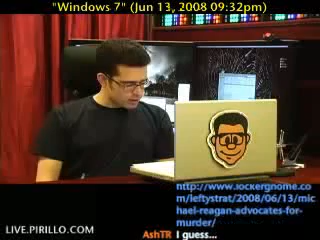 "Windows 7" (Jun 13, 2008 09:32pm)
http://www.rockergnome.co
m/leftystrat/2008/06/13/mic
hael-reagan-advocates-for-
murder/
LIVE.PIRILLO.COM
AshTR I guess...